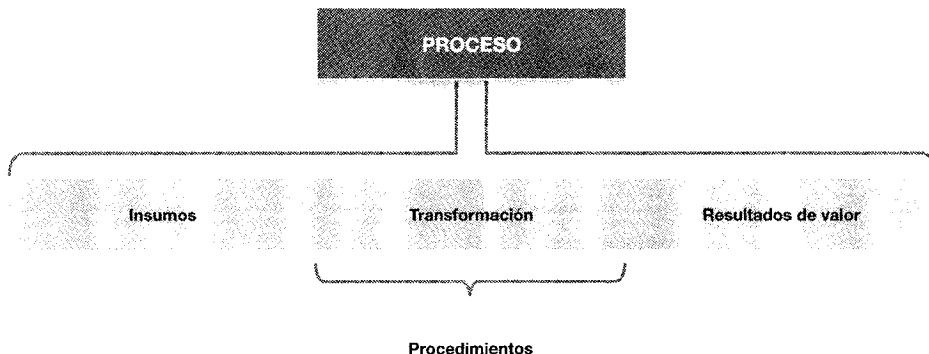 PROCESO
Insumos Transformación Resultados de valor
Procedimientos